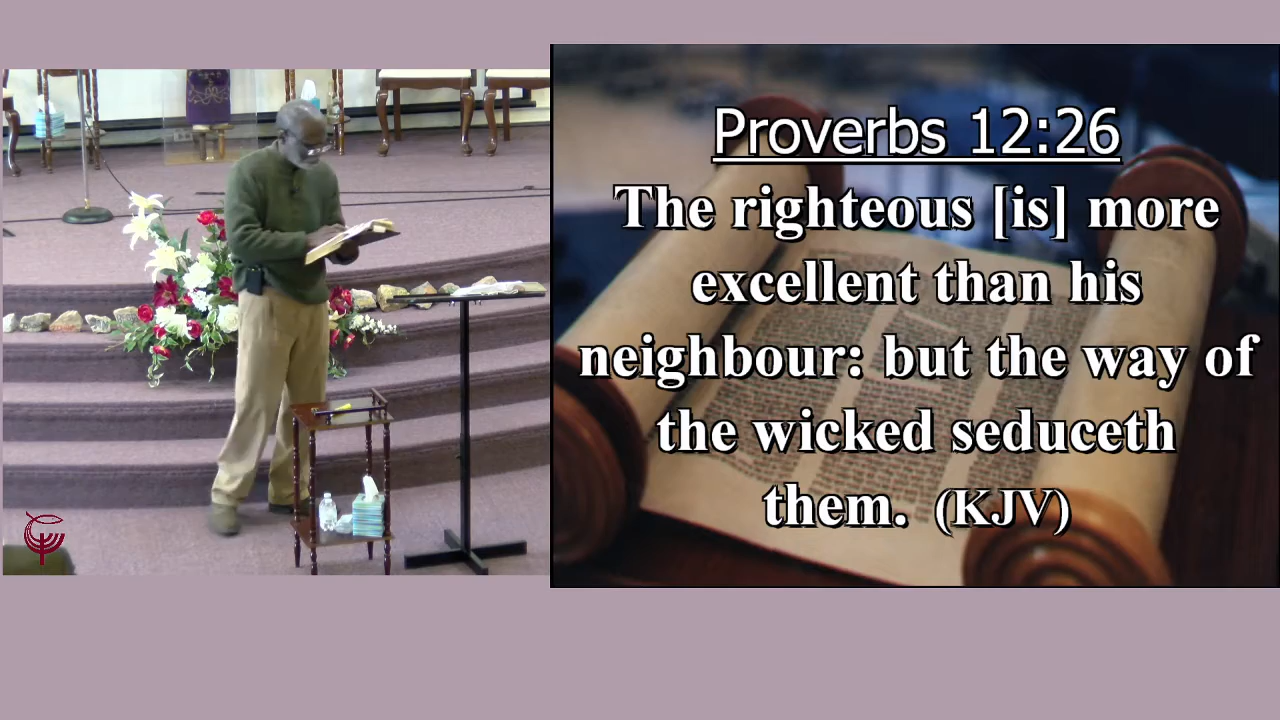 Proverbs 12:26
The righteous [is] more
excellent than his
neighbour: but the way of
the wicked seduceth
them. (KJV)